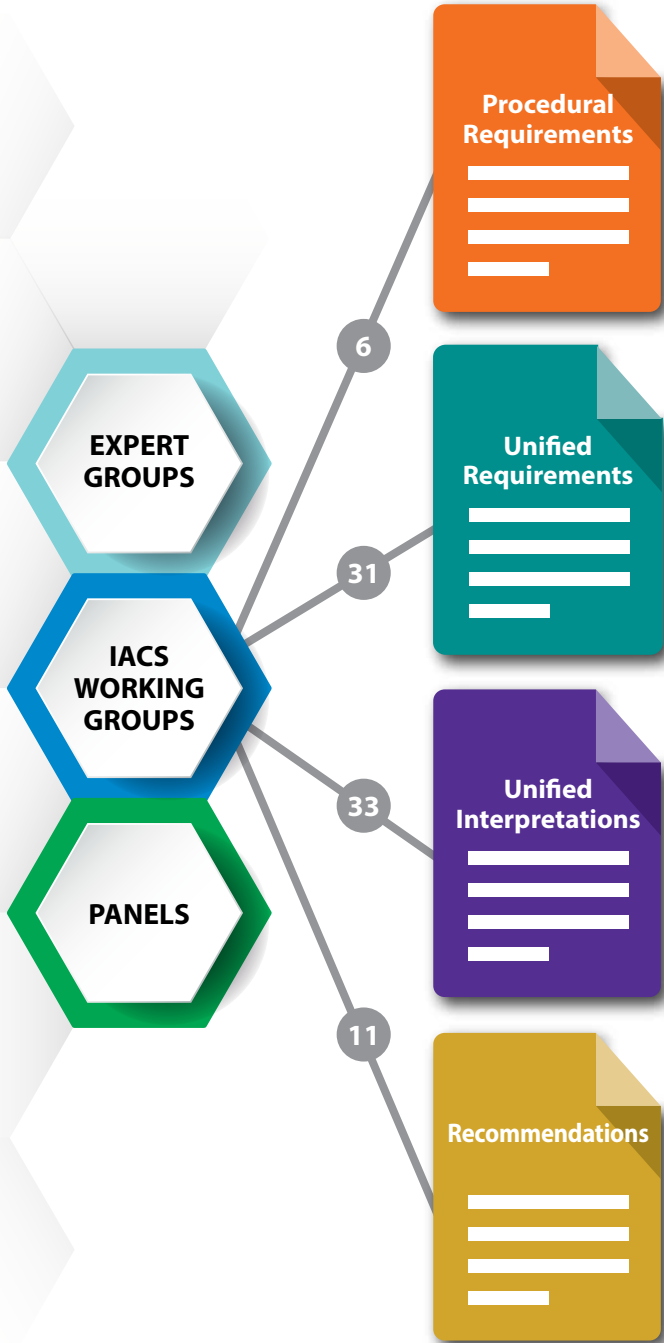 Procedural
Requirements
6
EXPERT
GROUPS
Unified
Requirements
31
IACS
WORKING
GROUPS
33
Unified
Interpretations
PANELS
11
Recommendations